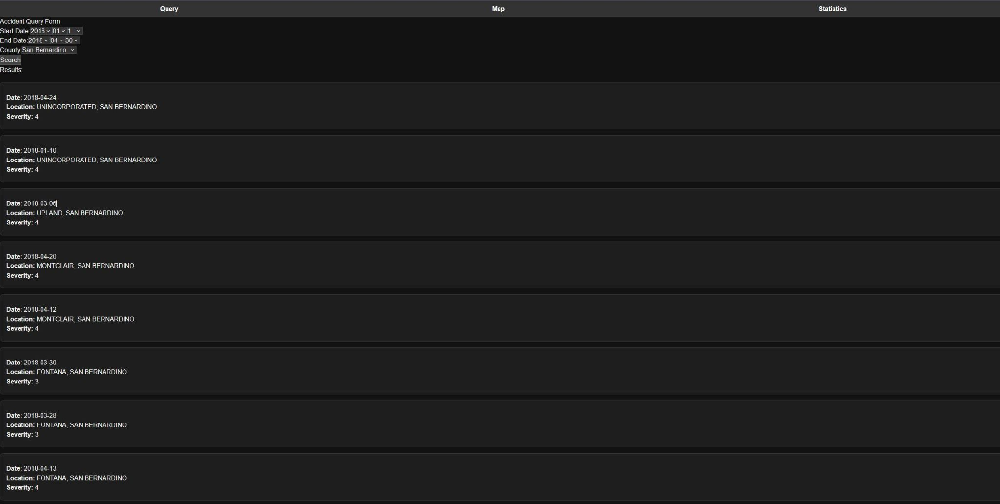 Query Map Statistics
Accident Query Form
Start Date: 2018 01 1
End Date: 2018 04 30
County: San Bernardino
Search
Results:
Date: 2018-04-24
Location: UNINCORPORATED, SAN BERNARDINO
Severity: 4
Date: 2018-01-10
Location: UNINCORPORATED, SAN BERNARDINO
Severity: 4
Date: 2018-03-06
Location: UPLAND, SAN BERNARDINO
Severity: 4
Date: 2018-04-20
Location: MONTCLAIR, SAN BERNARDINO
Severity: 4
Date: 2018-04-12
Location: MONTCLAIR, SAN BERNARDINO
Severity: 4
Date: 2018-03-30
Location: FONTANA, SAN BERNARDINO
Severity: 3
Date: 2018-03-28
Location: FONTANA, SAN BERNARDINO
Severity: 3
Date: 2018-04-13
Location: FONTANA, SAN BERNARDINO
Severity: 4